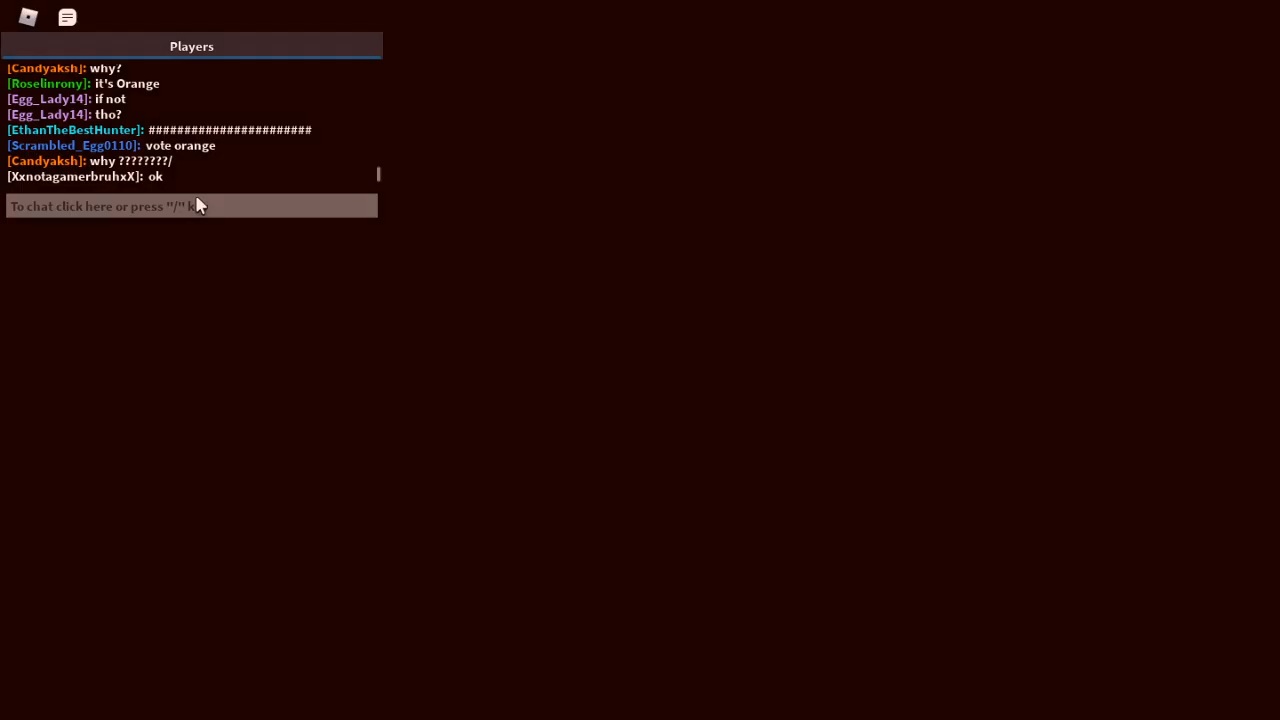 Players
[Candyaksh]: why?
[Roselinrony]: it's Orange
[Egg_Lady14]: if not
[Egg_Lady14]: tho?
[EthanTheBestHunter]: #######################
[Scrambled_Egg0110]: vote orange
[Candyaksh]: why ????????/
[XxnotagamerbruhxX]: ok
To chat click here or press "/" k